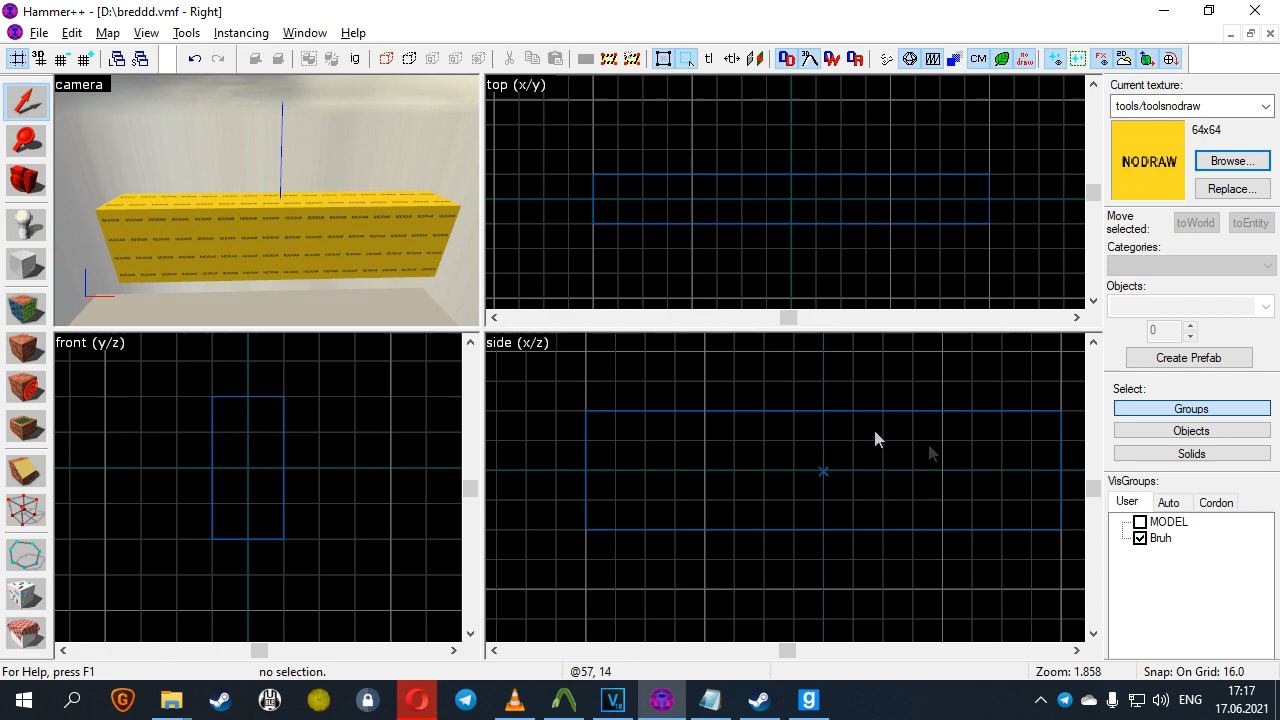 Hammer++ - [D:\breddd.vmf - Right]
File Edit View Map View Tools Instancing Window Help
camera
top (x/y)
front (y/z)
side (x/z)
Current texture:
tools/toolsnodraw
64x64
NODRAW
Browse...
Replace...
Move selected:
toWorld
toEntity
Categories:
Objects:
0
Create Prefab
Select:
Groups
Objects
Solids
VisGroups:
User Auto Cordon
MODEL
Bruh
For Help, press F1
no selection.
@57, 14
Zoom: 1.858
Snap: On Grid: 16.0
ENG
17:17
17.06.2021